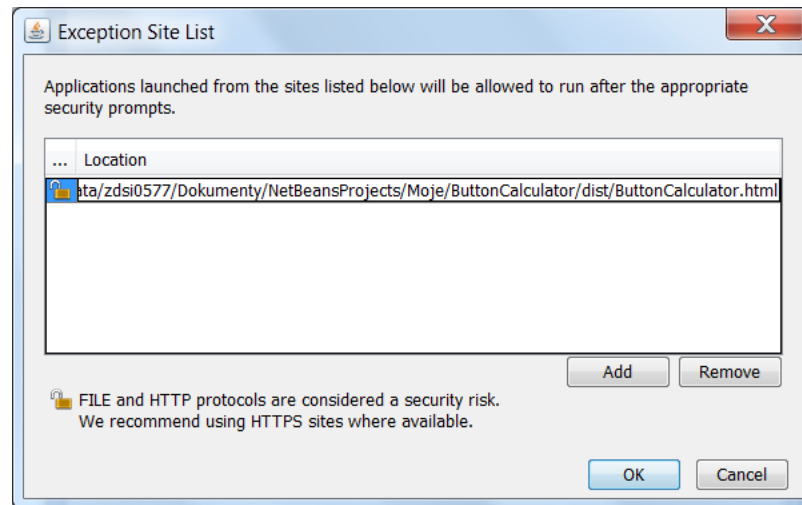 Exception Site List
Applications launched from the sites listed below will be allowed to run after the appropriate
security prompts.
... Location
ata/zdsi0577/Dokumenty/NetBeansProjects/Moje/ButtonCalculator/dist/ButtonCalculator.html
Add Remove
FILE and HTTP protocols are considered a security risk.
We recommend using HTTPS sites where available.
OK Cancel